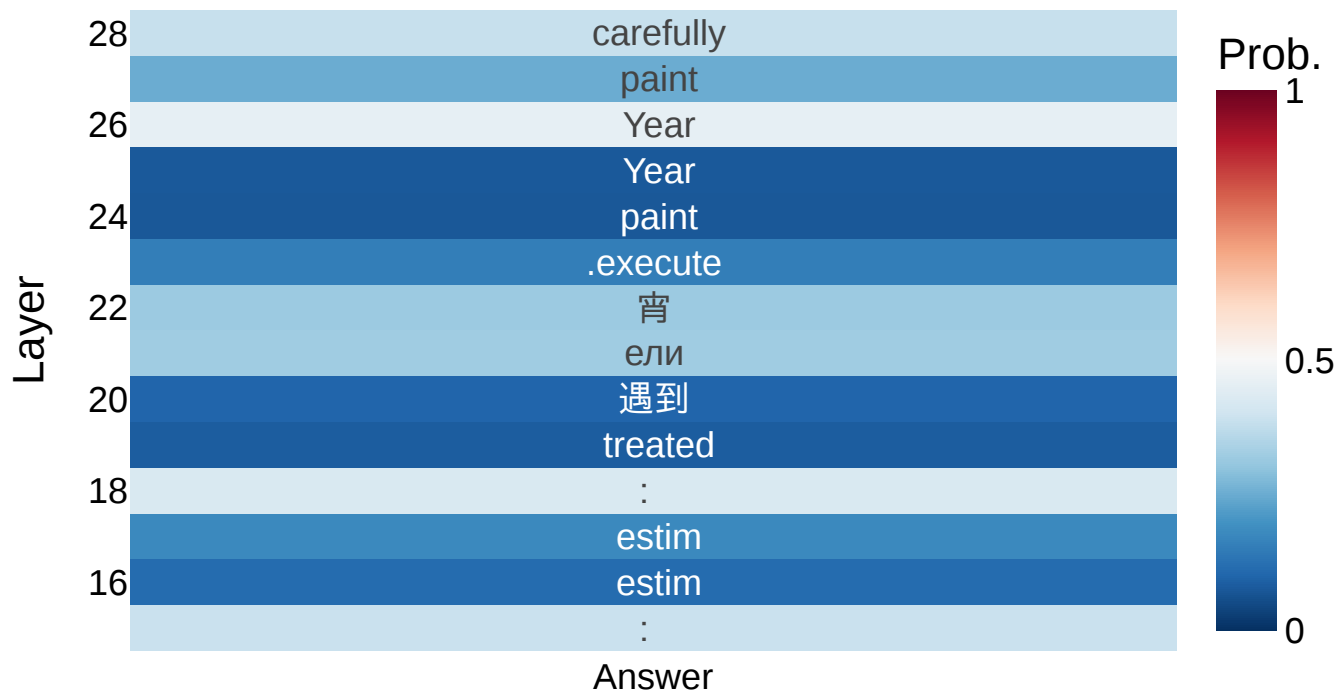 28 carefully
Prob.
paint
1
26 Year
Year
24 paint
.execute
22 宵
Layer
ели
0.5
20 遇到
treated
18 :
estim
16 estim
0
:
Answer